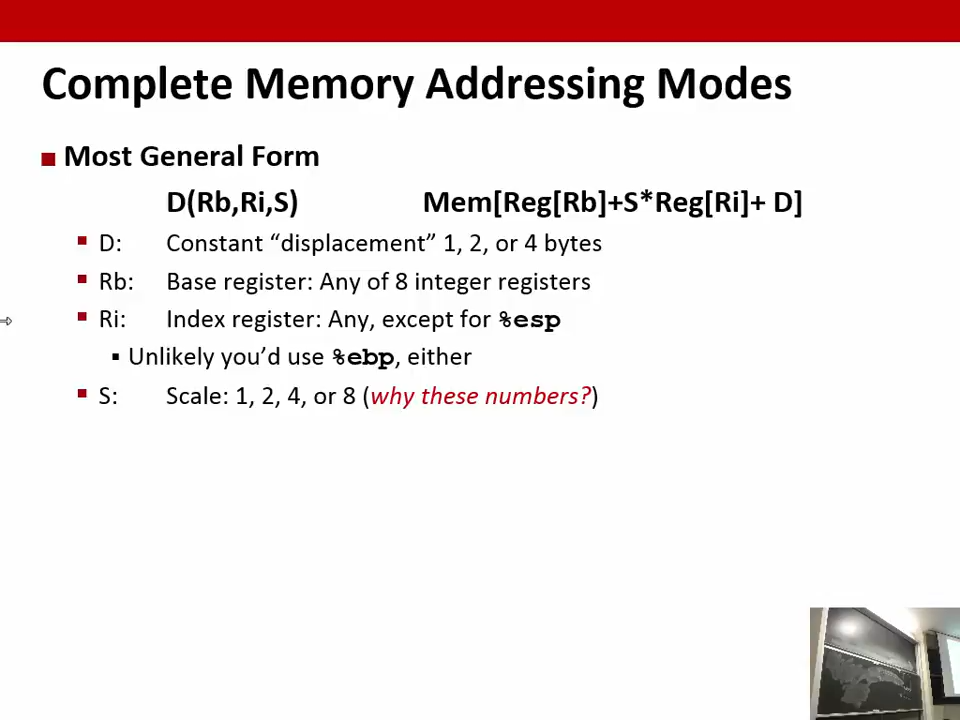 Complete Memory Addressing Modes
Most General Form
D(Rb,Ri,S) Mem[Reg[Rb]+S*Reg[Ri]+ D]
D: Constant “displacement” 1, 2, or 4 bytes
Rb: Base register: Any of 8 integer registers
Ri: Index register: Any, except for %esp
Unlikely you’d use %ebp, either
S: Scale: 1, 2, 4, or 8 (why these numbers?)